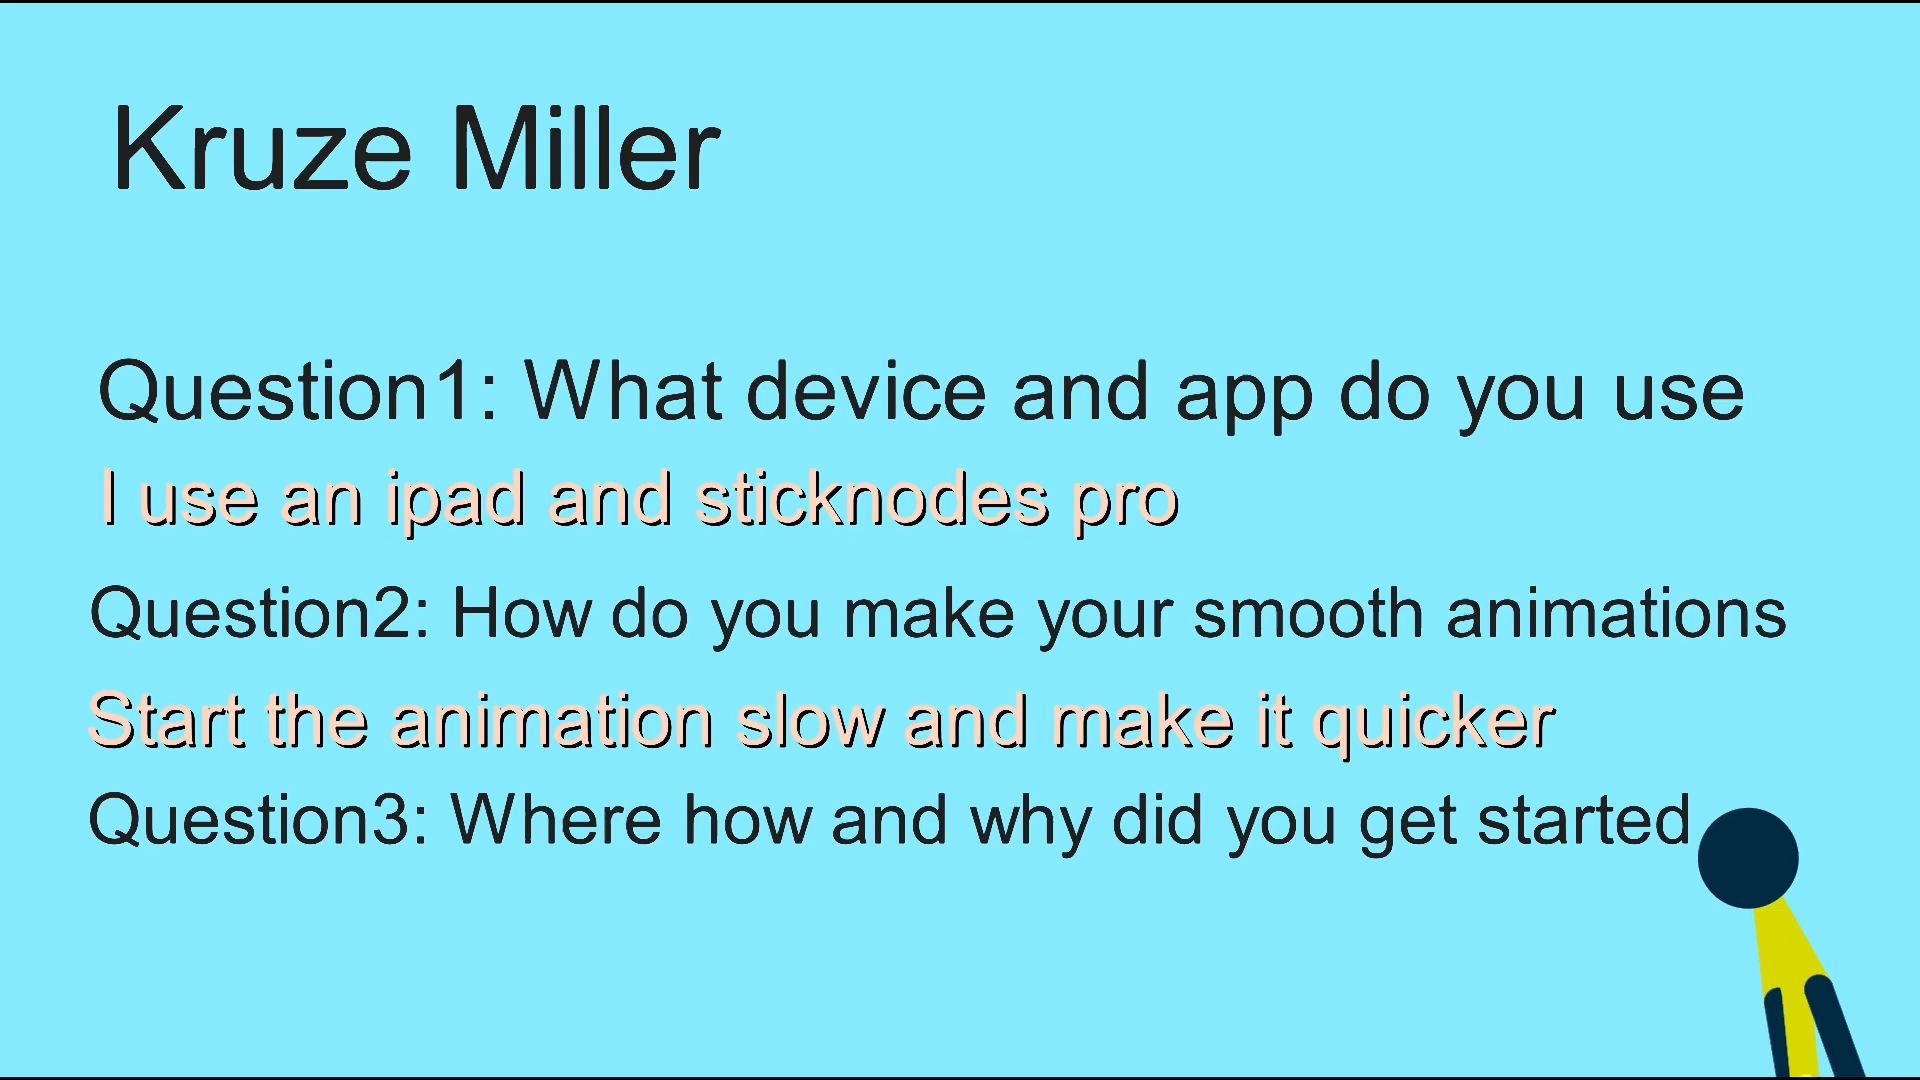 Kruze Miller
Question1: What device and app do you use
I use an ipad and sticknodes pro
Question2: How do you make your smooth animations
Start the animation slow and make it quicker
Question3: Where how and why did you get started